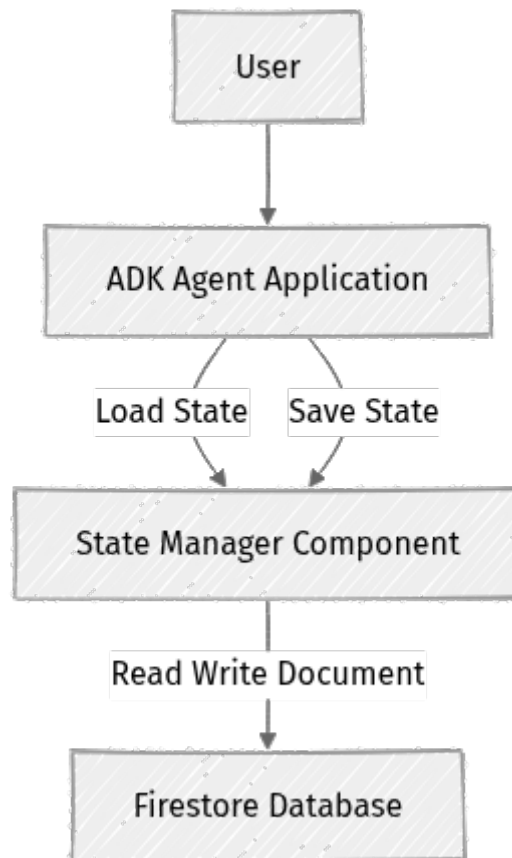 User
ADK Agent Application
Load State Save State
State Manager Component
Read Write Document
Firestore Database